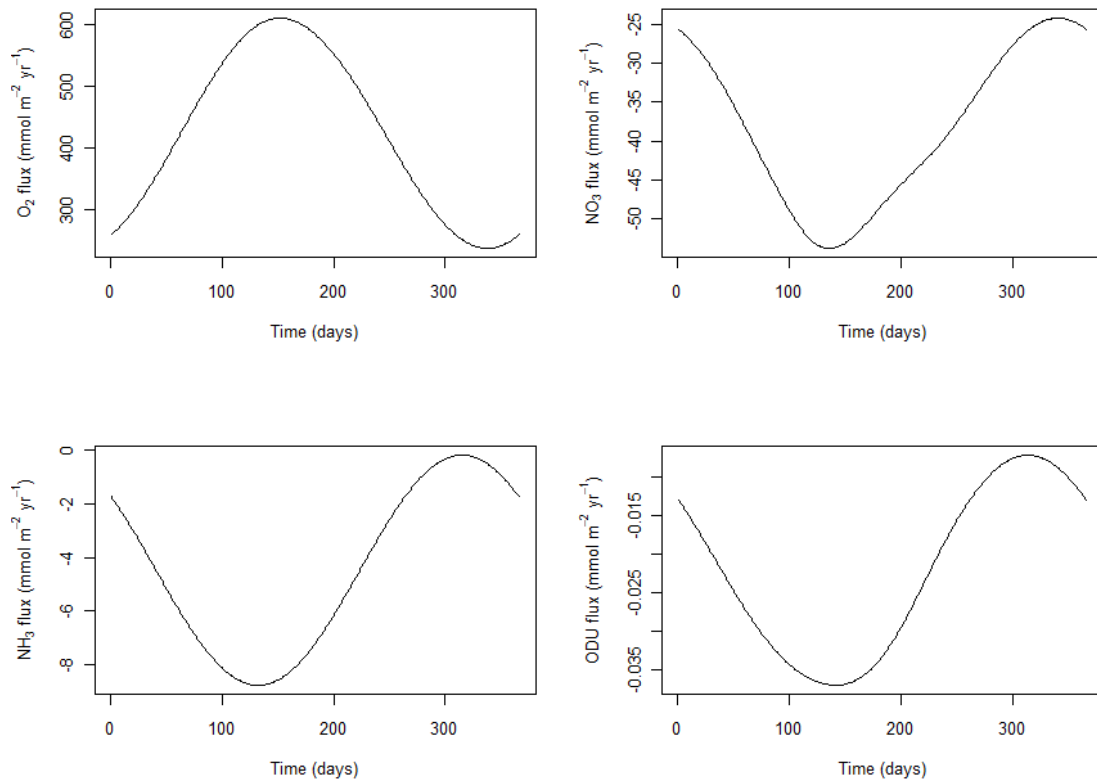 O₂ flux (mmol m⁻² yr⁻¹)
600
500
400
300
0 100 200 300
Time (days)
NO₃ flux (mmol m⁻² yr⁻¹)
-25
-30
-35
-40
-45
-50
0 100 200 300
Time (days)
NH₃ flux (mmol m⁻² yr⁻¹)
0
-2
-4
-6
-8
0 100 200 300
Time (days)
ODU flux (mmol m⁻² yr⁻¹)
-0.015
-0.025
-0.035
0 100 200 300
Time (days)